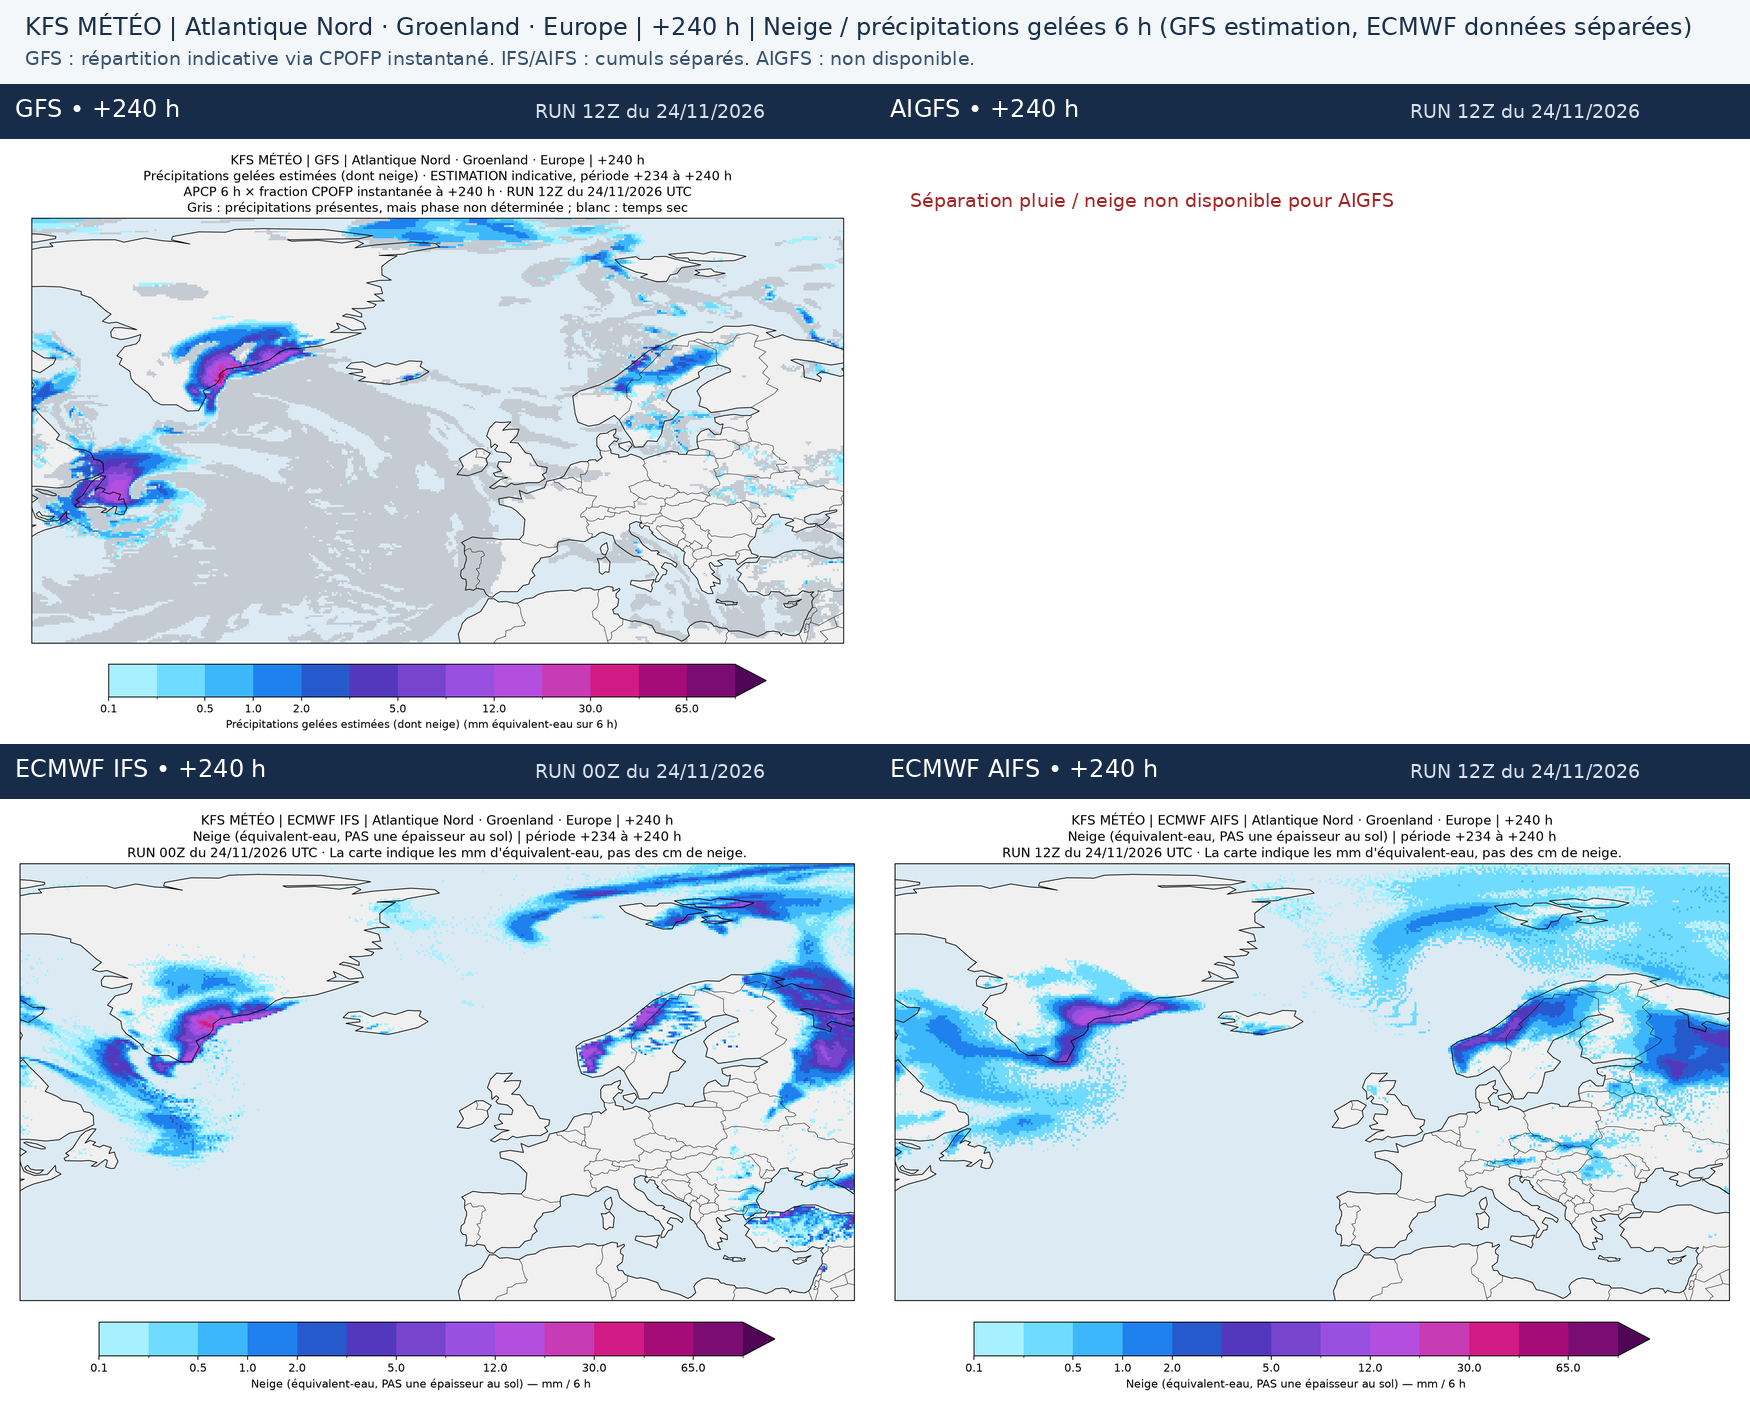 KFS MÉTÉO | Atlantique Nord · Groenland · Europe | +240 h | Neige / précipitations gelées 6 h (GFS estimation, ECMWF données séparées)
GFS : répartition indicative via CPOFP instantané. IFS/AIFS : cumuls séparés. AIGFS : non disponible.
GFS • +240 h RUN 12Z du 24/11/2026
AIGFS • +240 h RUN 12Z du 24/11/2026
KFS MÉTÉO | GFS | Atlantique Nord · Groenland · Europe | +240 h
Précipitations gelées estimées (dont neige) · ESTIMATION indicative, période +234 à +240 h
APCP 6 h × fraction CPOFP instantanée à +240 h · RUN 12Z du 24/11/2026 UTC
Gris : précipitations présentes, mais phase non déterminée ; blanc : temps sec
Séparation pluie / neige non disponible pour AIGFS
0.1 0.5 1.0 2.0 5.0 12.0 30.0 65.0
Précipitations gelées estimées (dont neige) (mm équivalent-eau sur 6 h)
ECMWF IFS • +240 h RUN 00Z du 24/11/2026
ECMWF AIFS • +240 h RUN 12Z du 24/11/2026
KFS MÉTÉO | ECMWF IFS | Atlantique Nord · Groenland · Europe | +240 h
Neige (équivalent-eau, PAS une épaisseur au sol) | période +234 à +240 h
RUN 00Z du 24/11/2026 UTC · La carte indique les mm d'équivalent-eau, pas des cm de neige.
KFS MÉTÉO | ECMWF AIFS | Atlantique Nord · Groenland · Europe | +240 h
Neige (équivalent-eau, PAS une épaisseur au sol) | période +234 à +240 h
RUN 12Z du 24/11/2026 UTC · La carte indique les mm d'équivalent-eau, pas des cm de neige.
0.1 0.5 1.0 2.0 5.0 12.0 30.0 65.0
Neige (équivalent-eau, PAS une épaisseur au sol) — mm / 6 h
0.1 0.5 1.0 2.0 5.0 12.0 30.0 65.0
Neige (équivalent-eau, PAS une épaisseur au sol) — mm / 6 h